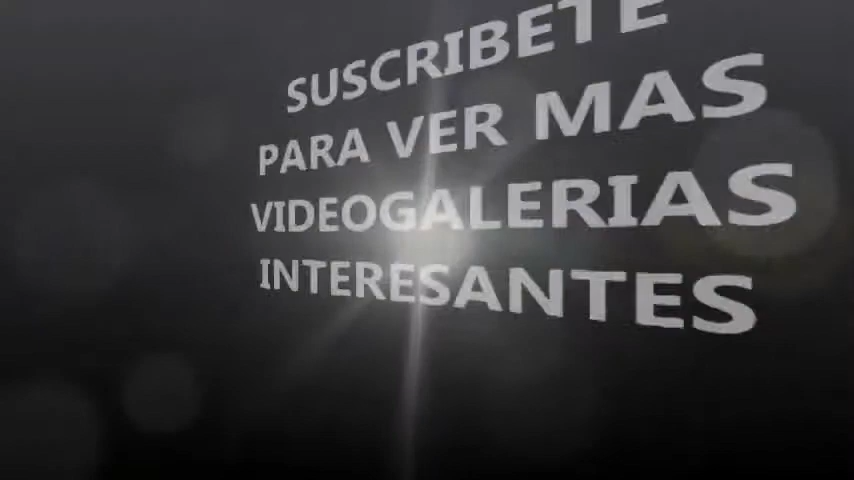 SUSCRIBETE
PARA VER MAS
VIDEOGALERIAS
INTERESANTES